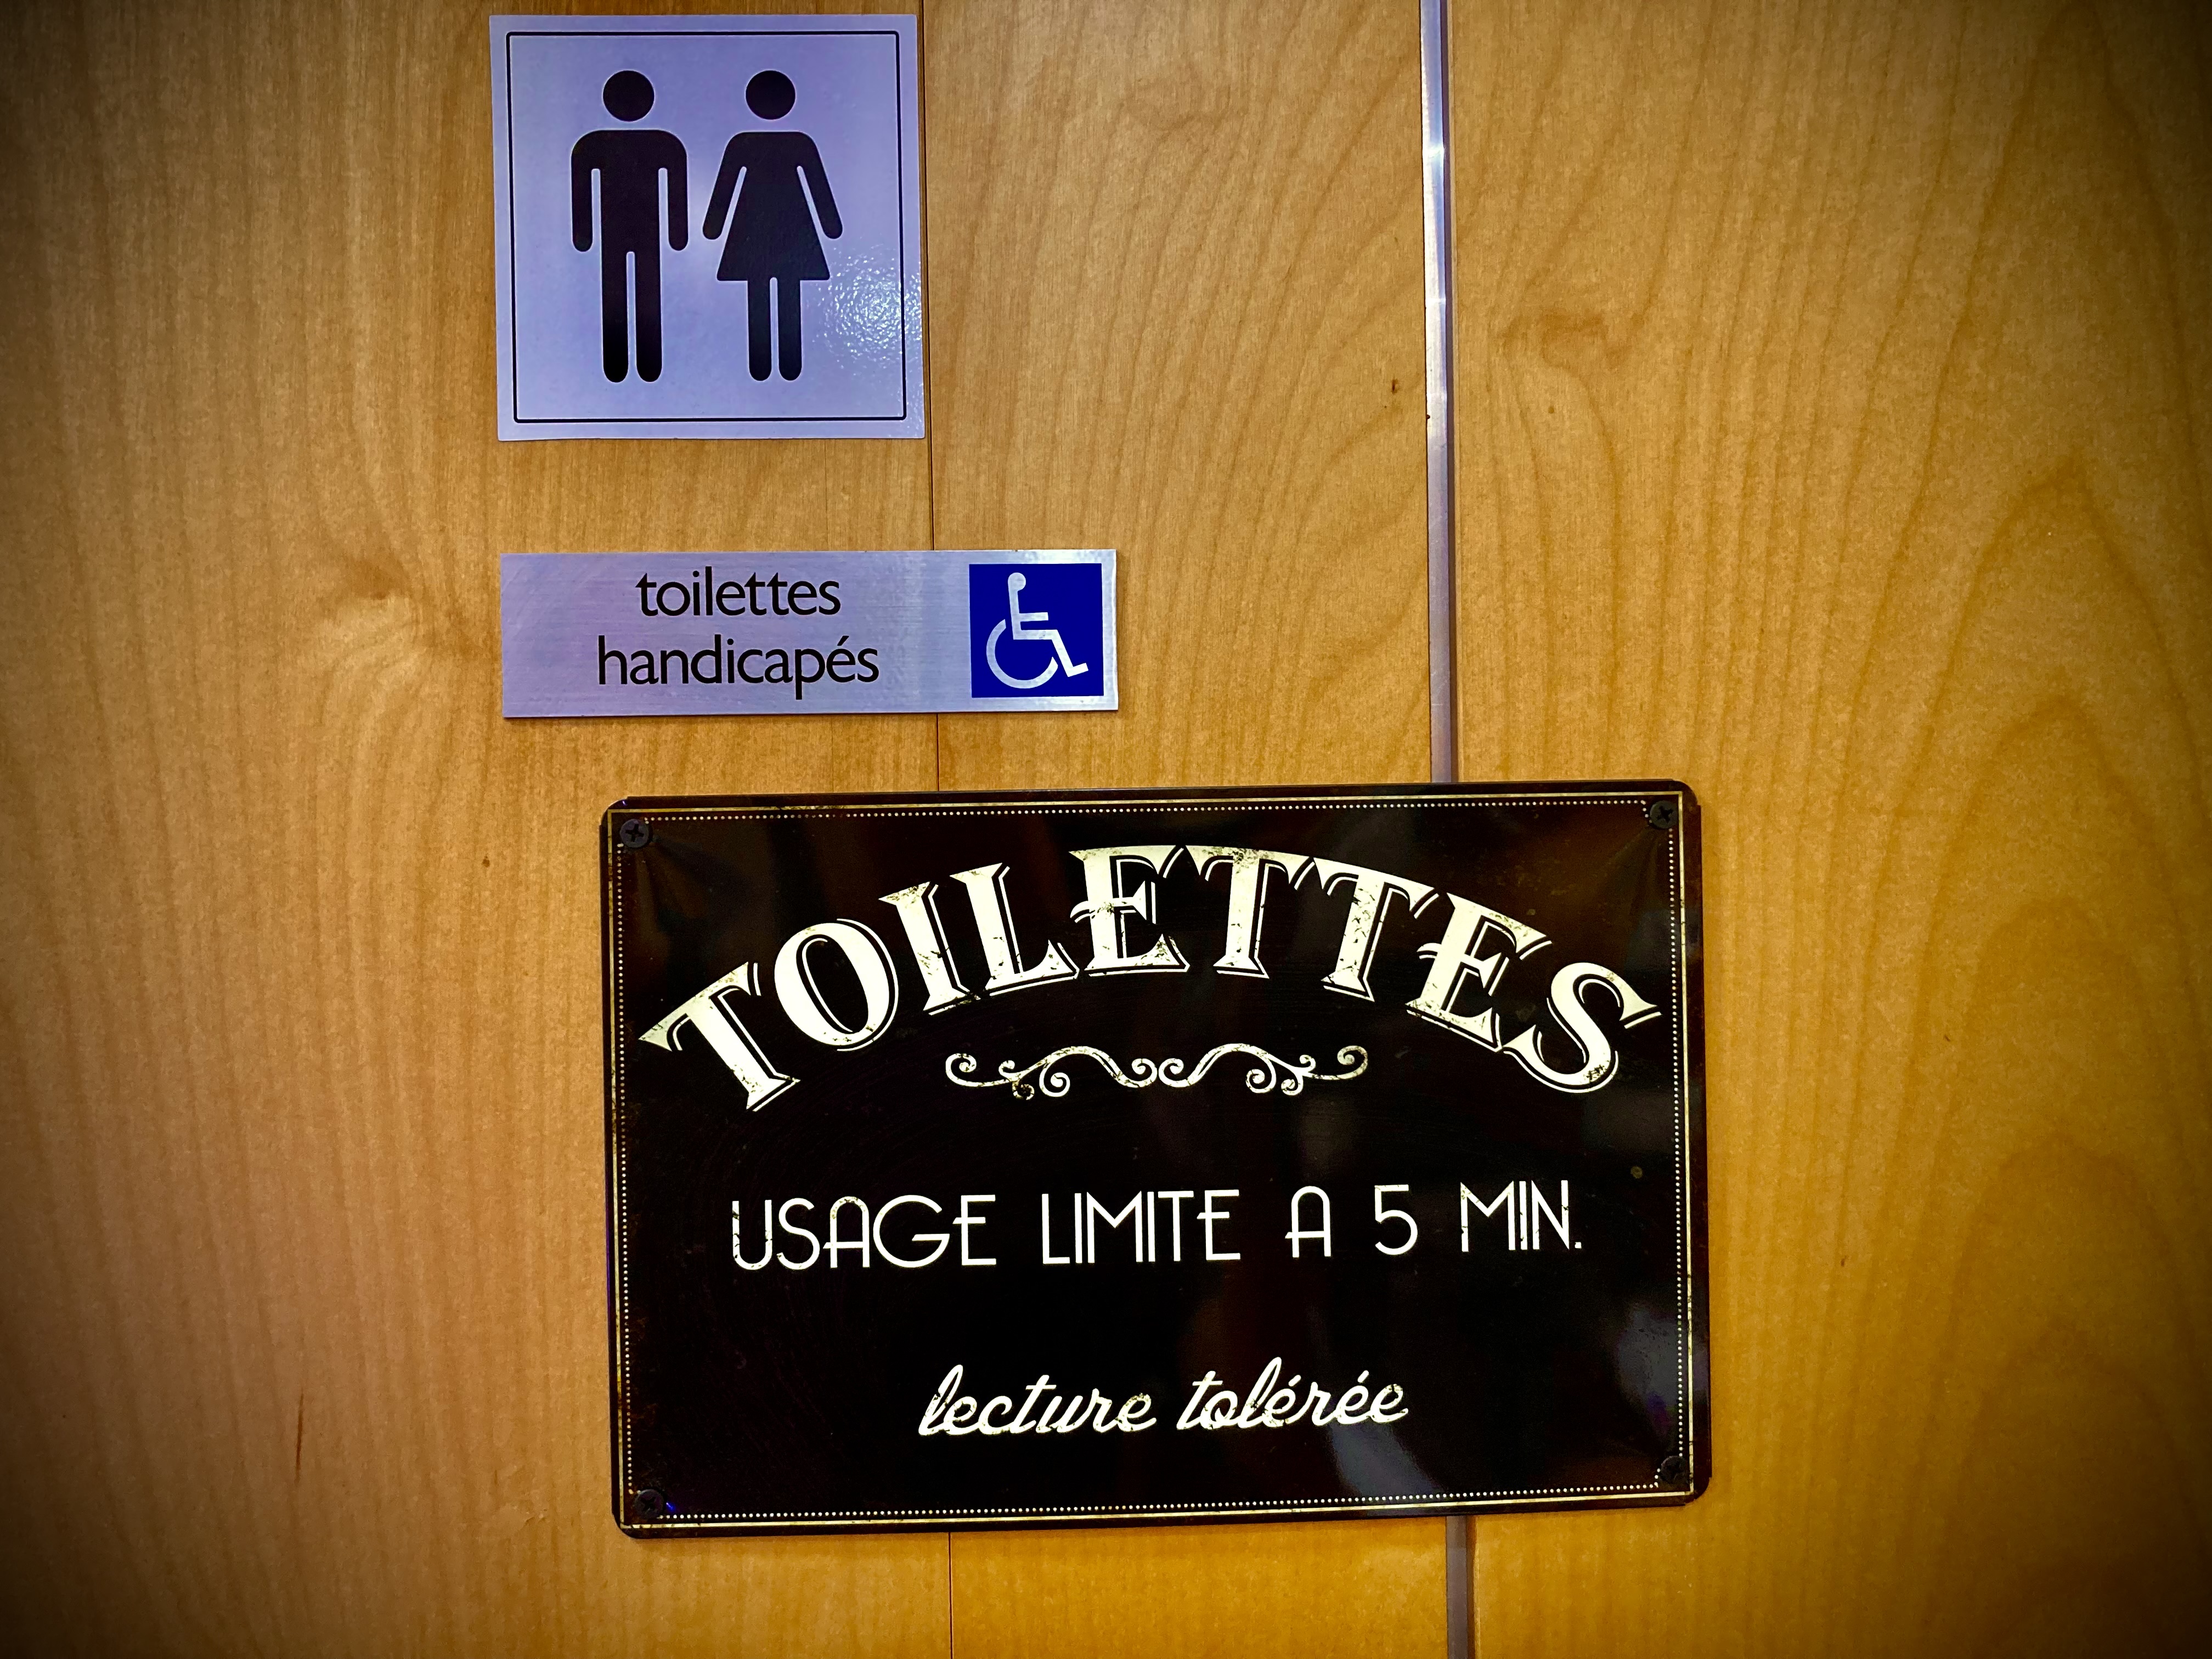 toilettes
handicapés
TOILETTES
USAGE LIMITE A 5 MIN.
lecture tolérée